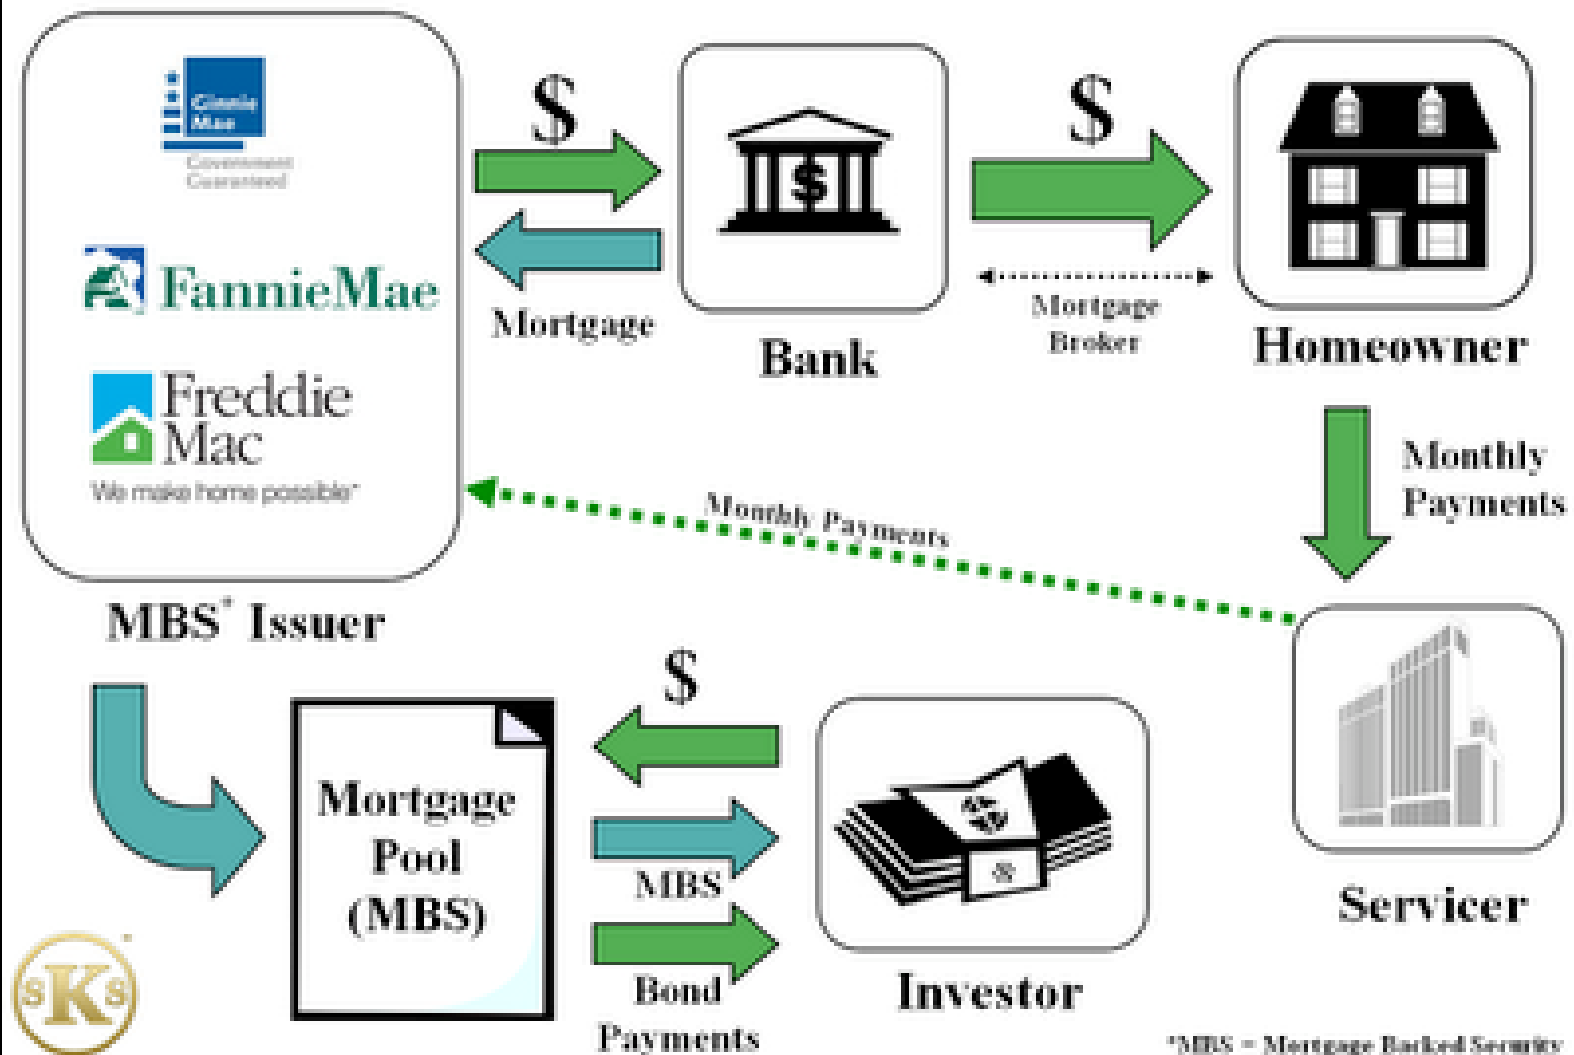 Ginnie
Mae
Government
Guaranteed
FannieMae
Freddie
Mac
We make home possible*
MBS* Issuer
$
Mortgage
$
Bank
$
Mortgage
Broker
Homeowner
Monthly
Payments
Monthly Payments
Servicer
Mortgage
Pool
(MBS)
$
MBS
Bond
Payments
Investor
SKS
*MBS = Mortgage Backed Security